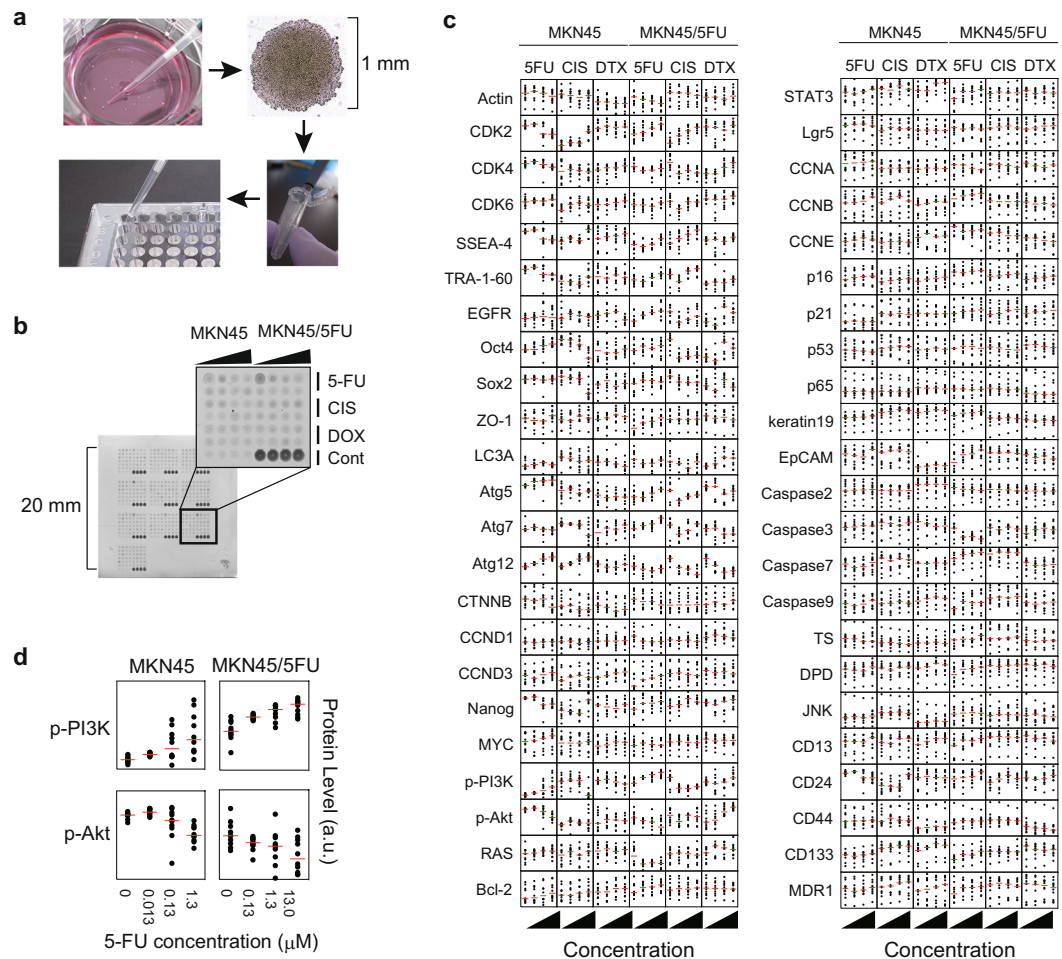 a
1 mm
b
MKN45 MKN45/5FU
5-FU
CIS
DOX
Cont
20 mm
d
MKN45 MKN45/5FU
p-PI3K
p-Akt
Protein Level (a.u.)
0 0.013 0.13 1.3 0 0.13 1.3 13.0
5-FU concentration (μM)
c
MKN45 MKN45/5FU
5FU CIS DTX 5FU CIS DTX
Actin
CDK2
CDK4
CDK6
SSEA-4
TRA-1-60
EGFR
Oct4
Sox2
ZO-1
LC3A
Atg5
Atg7
Atg12
CTNNB
CCND1
CCND3
Nanog
MYC
p-PI3K
p-Akt
RAS
Bcl-2
Concentration
MKN45 MKN45/5FU
5FU CIS DTX 5FU CIS DTX
STAT3
Lgr5
CCNA
CCNB
CCNE
p16
p21
p53
p65
keratin19
EpCAM
Caspase2
Caspase3
Caspase7
Caspase9
TS
DPD
JNK
CD13
CD24
CD44
CD133
MDR1
Concentration